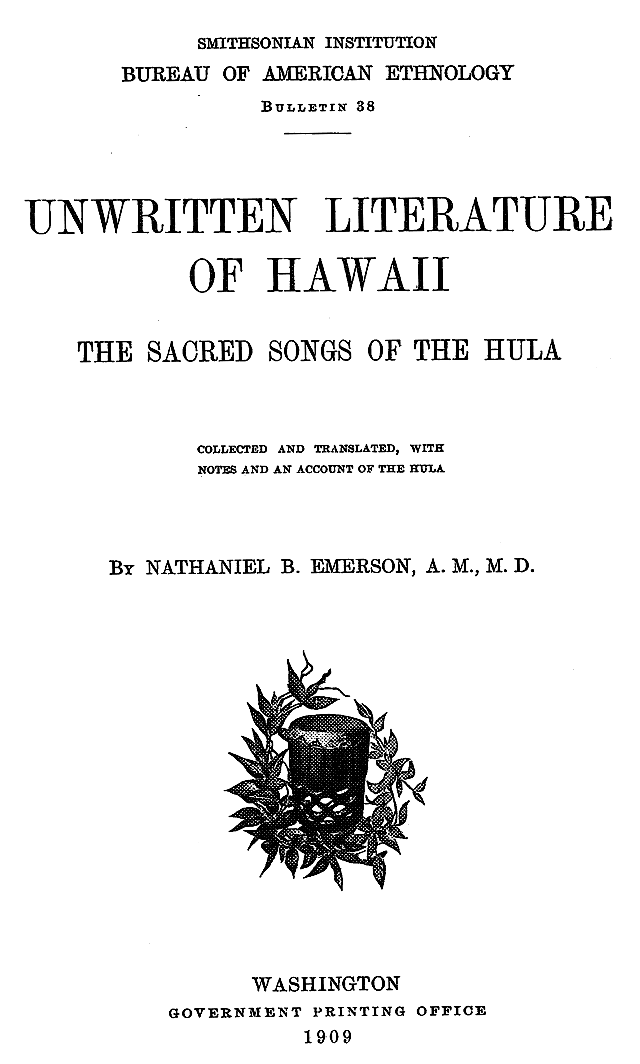 SMITHSONIAN INSTITUTION
BUREAU OF AMERICAN ETHNOLOGY
BULLETIN 38
UNWRITTEN LITERATURE
OF HAWAII
THE SACRED SONGS OF THE HULA
COLLECTED AND TRANSLATED, WITH
NOTES AND AN ACCOUNT OF THE HULA
By NATHANIEL B. EMERSON, A. M., M. D.
WASHINGTON
GOVERNMENT PRINTING OFFICE
1909